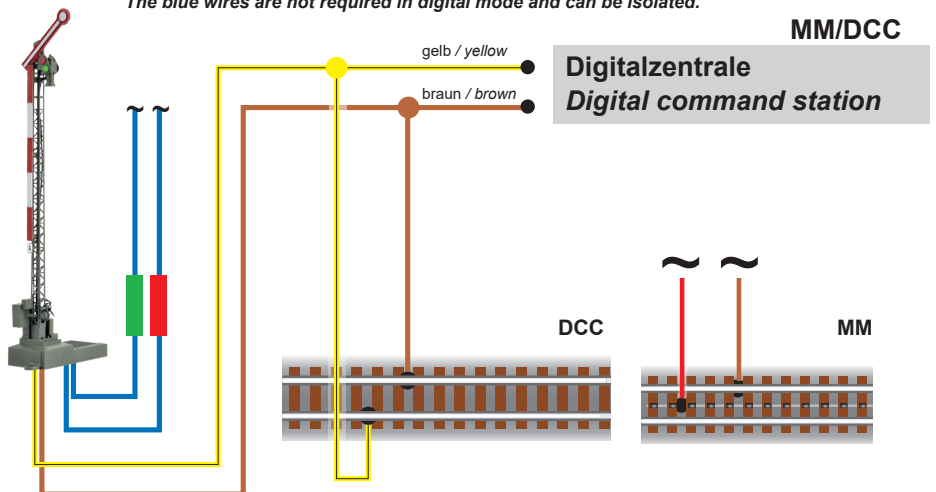 The blue wires are not required in digital mode and can be isolated.
MM/DCC
gelb / yellow
Digitalzentrale
braun / brown
Digital command station
~ ~
~ ~
DCC
MM